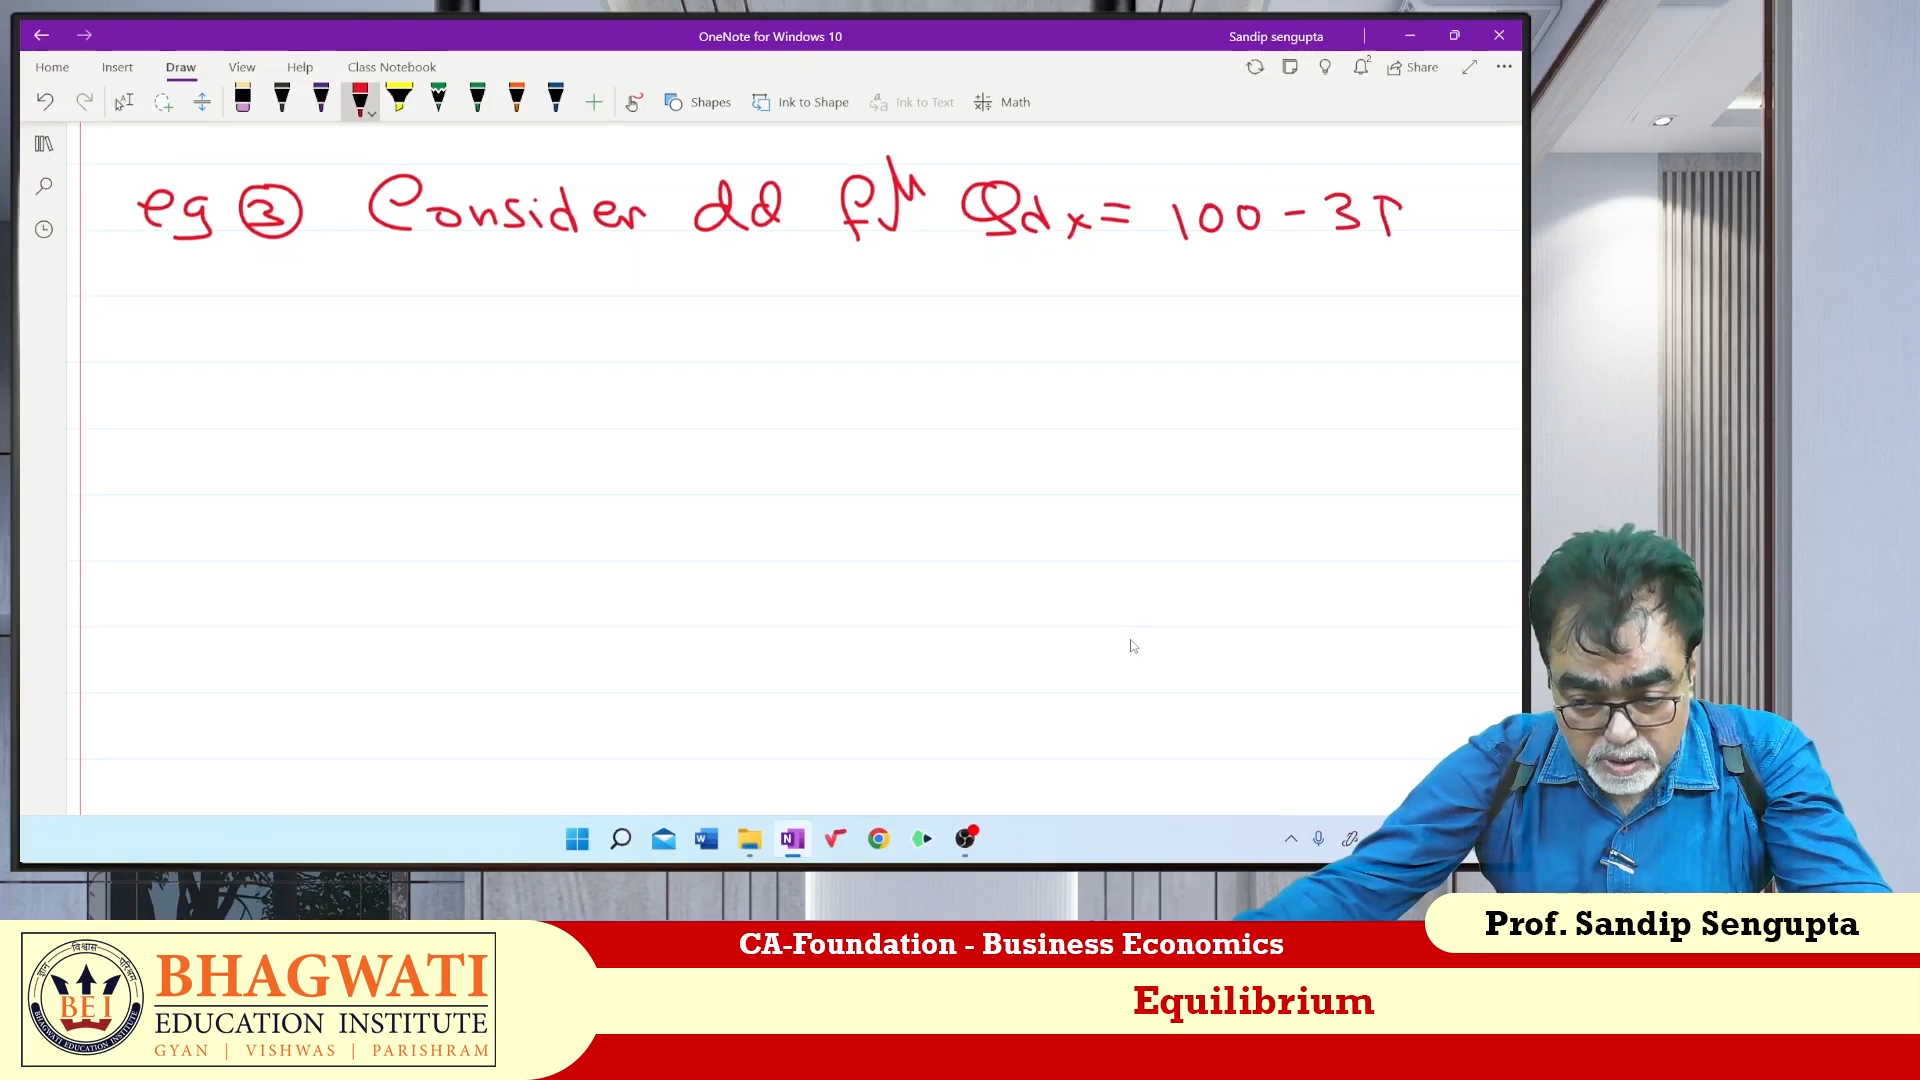 OneNote for Windows 10
Sandip sengupta
Home Insert Draw View Help Class Notebook
Share
Shapes Ink to Shape Ink to Text Math
eg ③ Consider dd fⁿ Qdx = 100 - 3P
Prof. Sandip Sengupta
CA-Foundation - Business Economics
Equilibrium
विश्वास
BEI
BHAGWATI
EDUCATION INSTITUTE
GYAN | VISHWAS | PARISHRAM